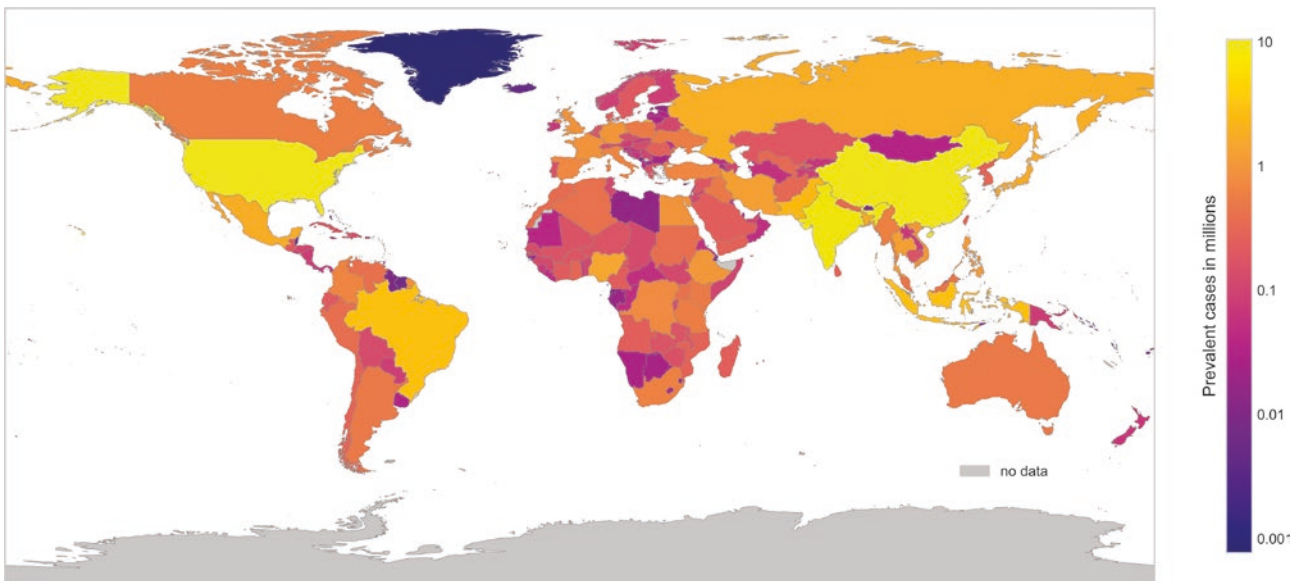 10
1
0.1
0.01
0.001
Prevalent cases in millions
no data